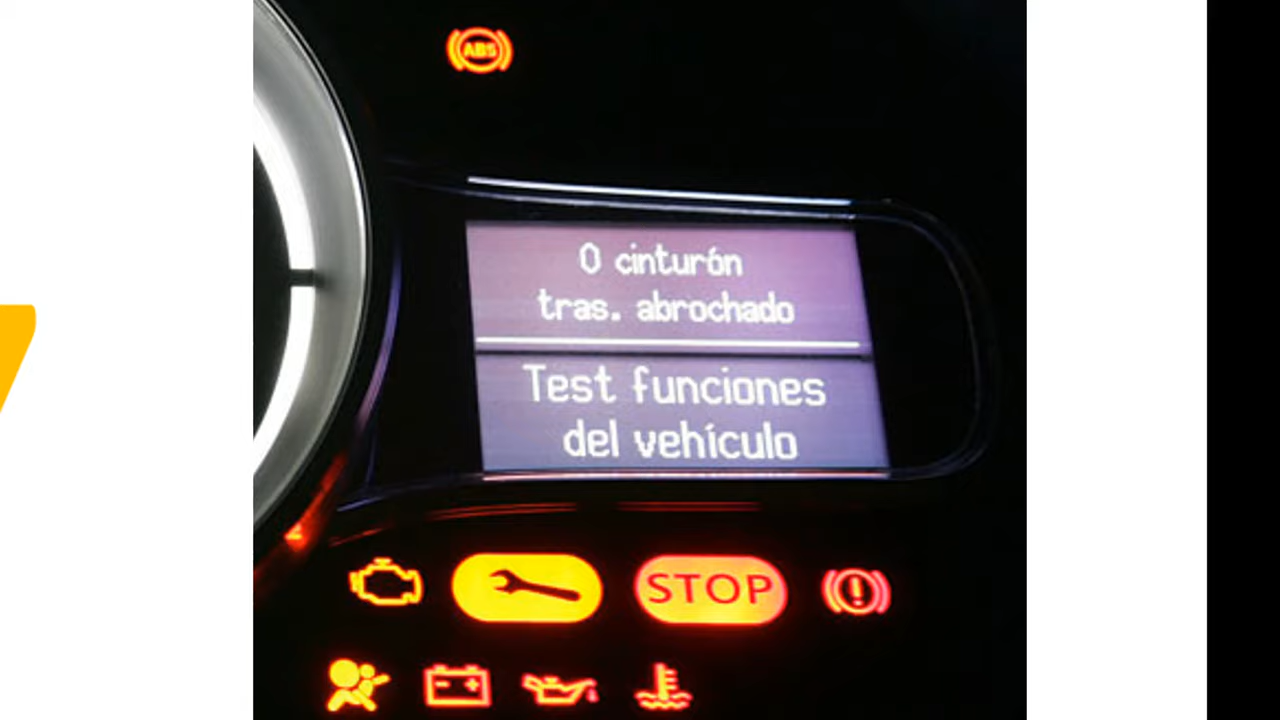 ABS
0 cinturón
tras. abrochado
Test funciones
del vehículo
STOP